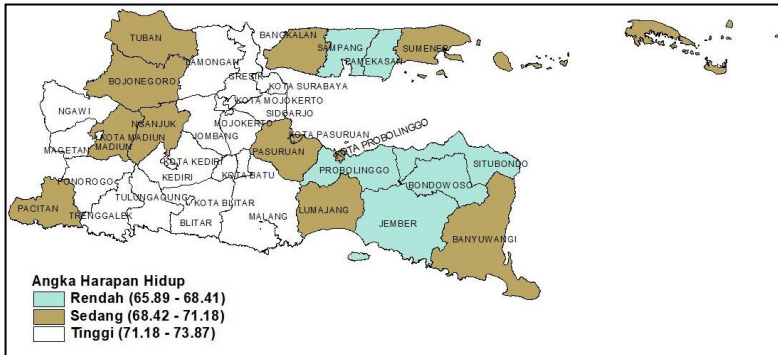 TUBAN
BANGKALAN
SAMPANG
SUMENEP
PAMEKASAN
LAMONGAN
GRESIK
BOJONEGORO
KOTA SURABAYA
NGAWI
KOTA MOJOKERTO
SIDOARJO
NGANJUK
MOJOKERTO
KOTA MADIUN
JOMBANG
KOTA PASURUAN
KOTA PROBOLINGGO
MAGETAN
MADIUN
PASURUAN
KOTA KEDIRI
PROBOLINGGO
SITUBONDO
PONOROGO
KEDIRI
KOTA BATU
BONDOWOSO
TULUNGAGUNG
KOTA BLITAR
PACITAN
TRENGGALEK
BLITAR
MALANG
LUMAJANG
JEMBER
BANYUWANGI
Angka Harapan Hidup
Rendah (65.89 - 68.41)
Sedang (68.42 - 71.18)
Tinggi (71.18 - 73.87)